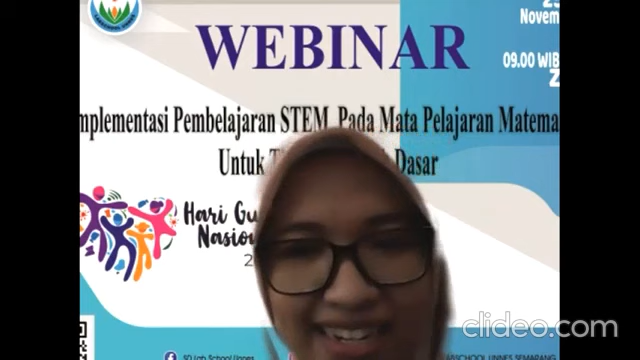 WEBINAR
Novem
09.00 WIB
Z
mplementasi Pembelajaran STEM Pada Mata Pelajaran Matema
Untuk T Dasar
Hari Gu
Nasio
2
SD Lab School Unnes
SCHOOL UNNES SEMARANG
clideo.com